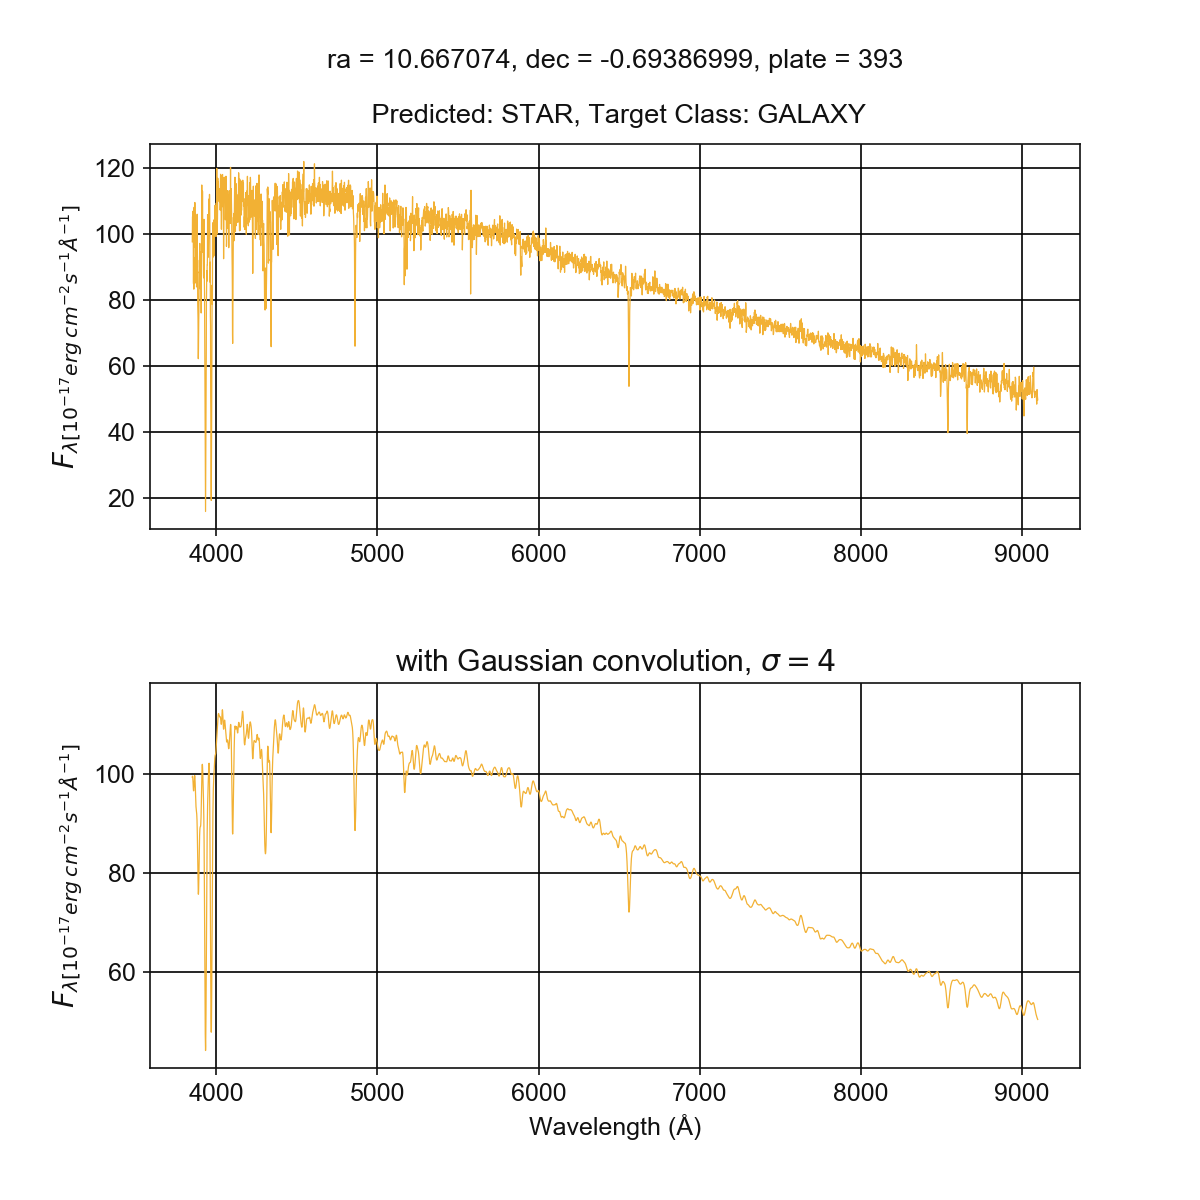 ra = 10.667074, dec = -0.69386999, plate = 393
Predicted: STAR, Target Class: GALAXY
120
100
80
60
40
20
F_{λ[10^{−17} erg cm^{−2} s^{−1} Å^{−1}]}
4000 5000 6000 7000 8000 9000
with Gaussian convolution, σ = 4
100
80
60
F_{λ[10^{−17} erg cm^{−2} s^{−1} Å^{−1}]}
4000 5000 6000 7000 8000 9000
Wavelength (Å)